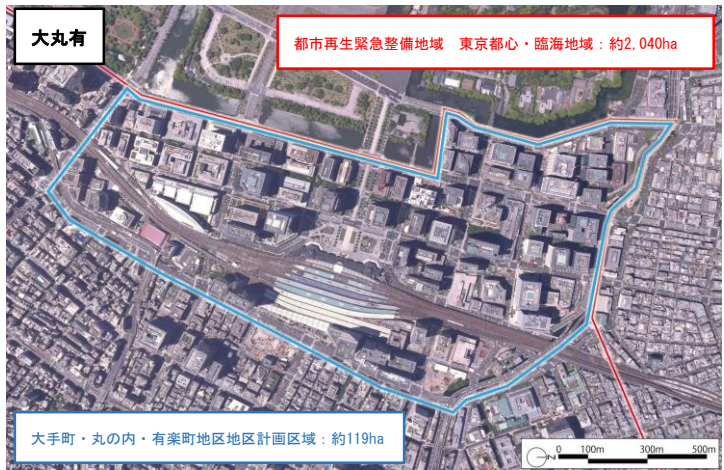 大丸有
都市再生緊急整備地域　東京都心・臨海地域：約2,040ha
大手町・丸の内・有楽町地区地区計画区域：約119ha
N 0 100m 300m 500m